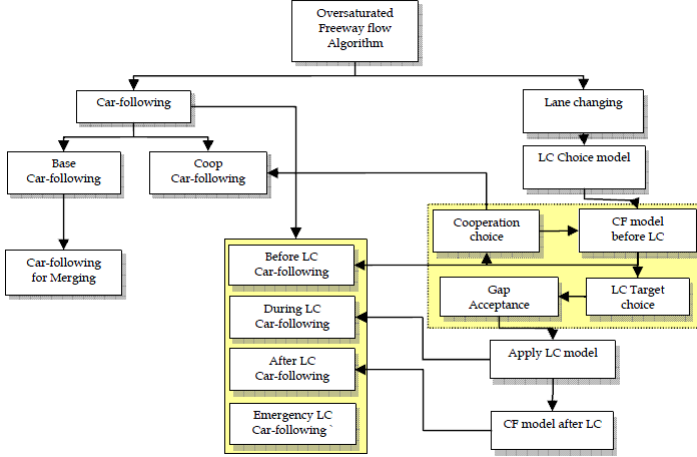 Oversaturated
Freeway flow
Algorithm
Car-following
Lane changing
Base
Car-following
Coop
Car-following
LC Choice model
Cooperation
choice
CF model
before LC
Car-following
for Merging
Before LC
Car-following
Gap
Acceptance
LC Target
choice
During LC
Car-following
Apply LC model
After LC
Car-following
Emergency LC
Car-following `
CF model after LC